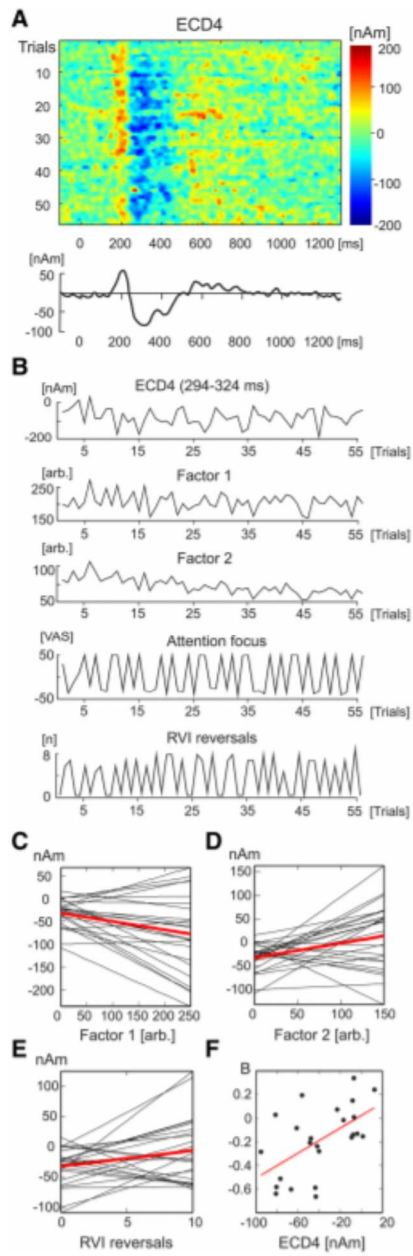 A
ECD4
[nAm]
Trials
10
20
30
40
50
200
100
0
-100
-200
0 200 400 600 800 1000 1200 [ms]
[nAm]
50
0
-50
-100
0 200 400 600 800 1000 1200 [ms]
B
[nAm] ECD4 (294-324 ms)
0
-200
5 15 25 35 45 55 [Trials]
[arb.] Factor 1
250
150
5 15 25 35 45 55 [Trials]
[arb.] Factor 2
100
50
5 15 25 35 45 55 [Trials]
[VAS] Attention focus
50
-50
5 15 25 35 45 55 [Trials]
[n] RVI reversals
8
0
5 15 25 35 45 55 [Trials]
C
nAm
50
0
-50
-100
-150
-200
0 50 100 150 200 250
Factor 1 [arb.]
D
nAm
150
100
50
0
-50
-100
0 50 100 150
Factor 2 [arb.]
E
nAm
100
50
0
-50
-100
0 5 10
RVI reversals
F
B
0.2
0
-0.2
-0.4
-0.6
-100 -60 -20 20
ECD4 [nAm]